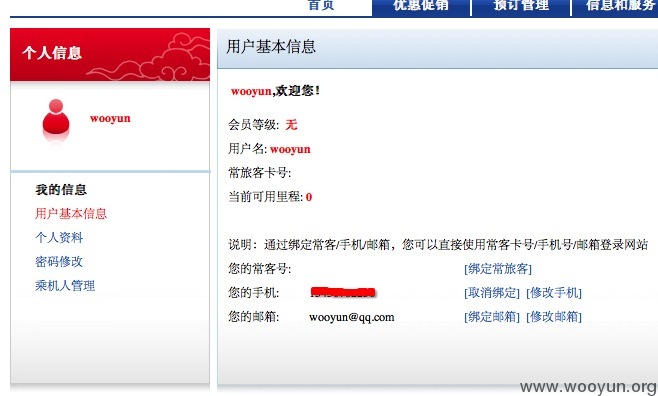 首页 优惠促销 预订管理 信息和服务
个人信息
wooyun
我的信息
用户基本信息
个人资料
密码修改
乘机人管理
用户基本信息
wooyun,欢迎您！
会员等级: 无
用户名: wooyun
常旅客卡号:
当前可用里程: 0
说明：通过绑定常客/手机/邮箱，您可以直接使用常客卡号/手机号/邮箱登录网站
您的常客号: [绑定常旅客]
您的手机: [取消绑定] [修改手机]
您的邮箱: wooyun@qq.com [绑定邮箱] [修改邮箱]
www.wooyun.org